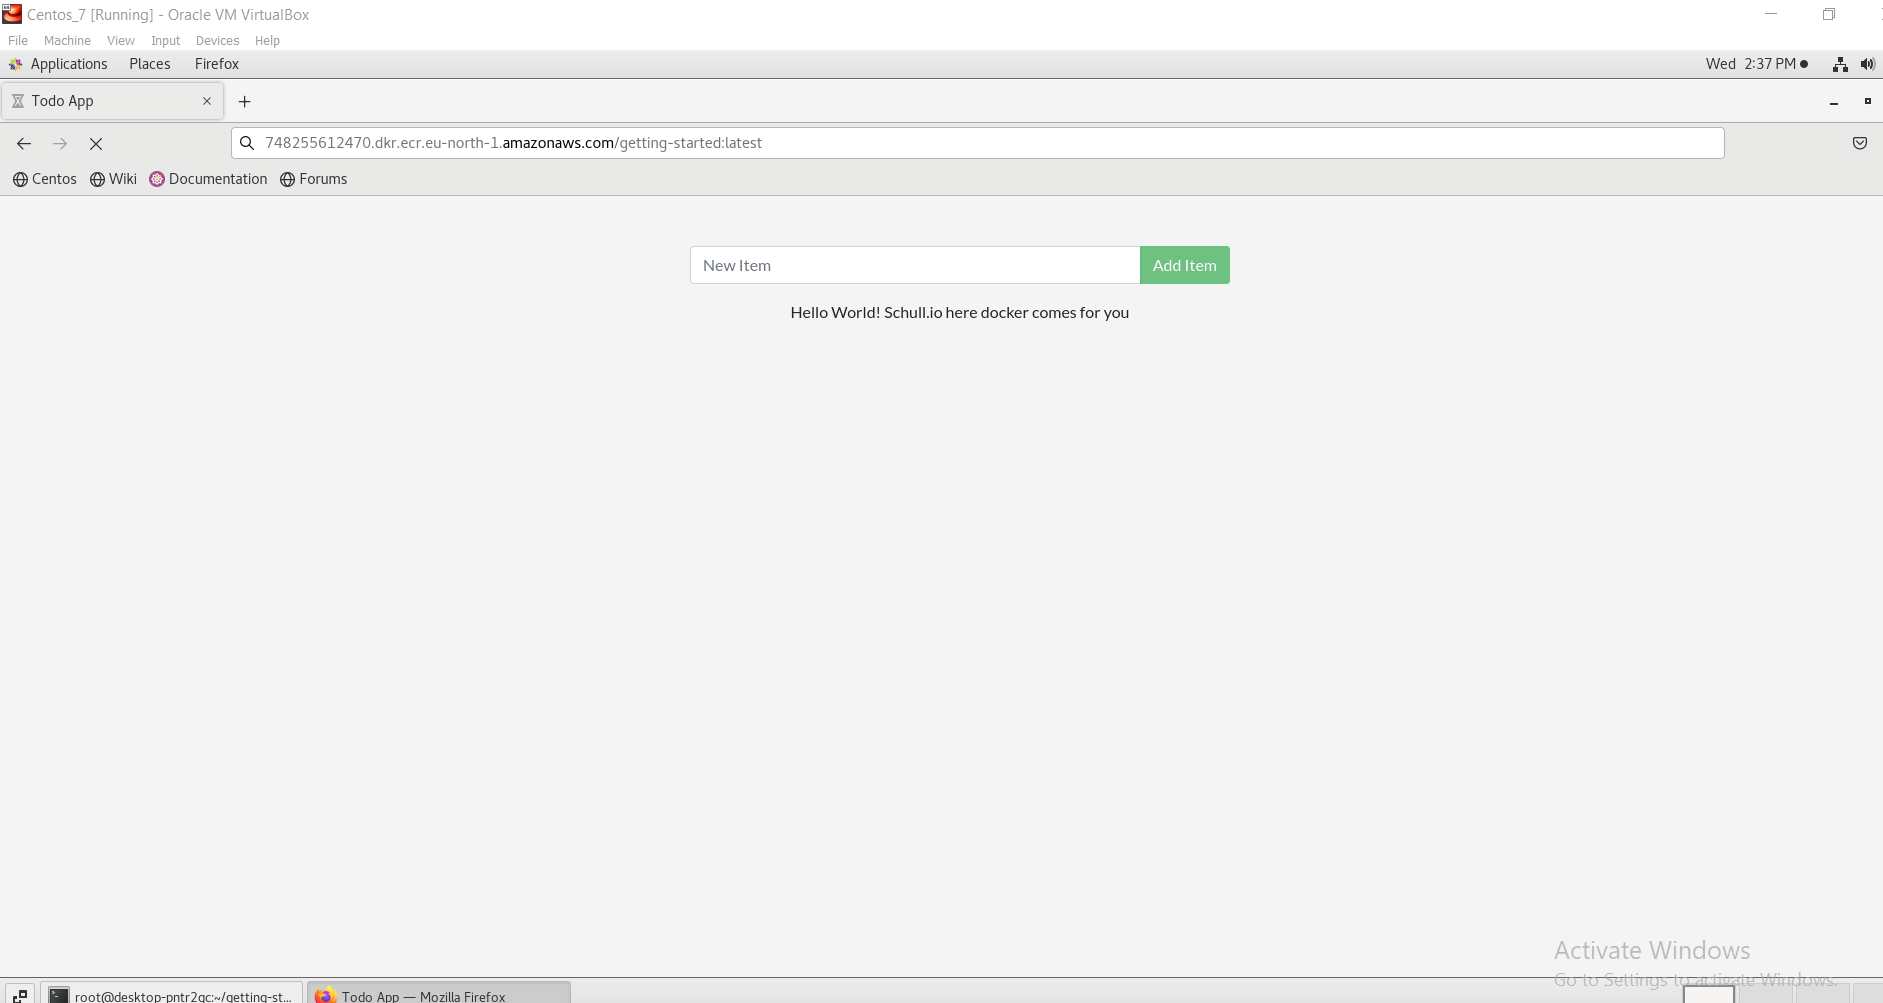 Centos_7 [Running] - Oracle VM VirtualBox
File Machine View Input Devices Help
Applications Places Firefox Wed 2:37 PM
Todo App
748255612470.dkr.ecr.eu-north-1.amazonaws.com/getting-started:latest
Centos Wiki Documentation Forums
New Item Add Item
Hello World! Schull.io here docker comes for you
Activate Windows
Go to Settings to activate Windows.
root@desktop-pntr2qc:~/getting-st... Todo App — Mozilla Firefox